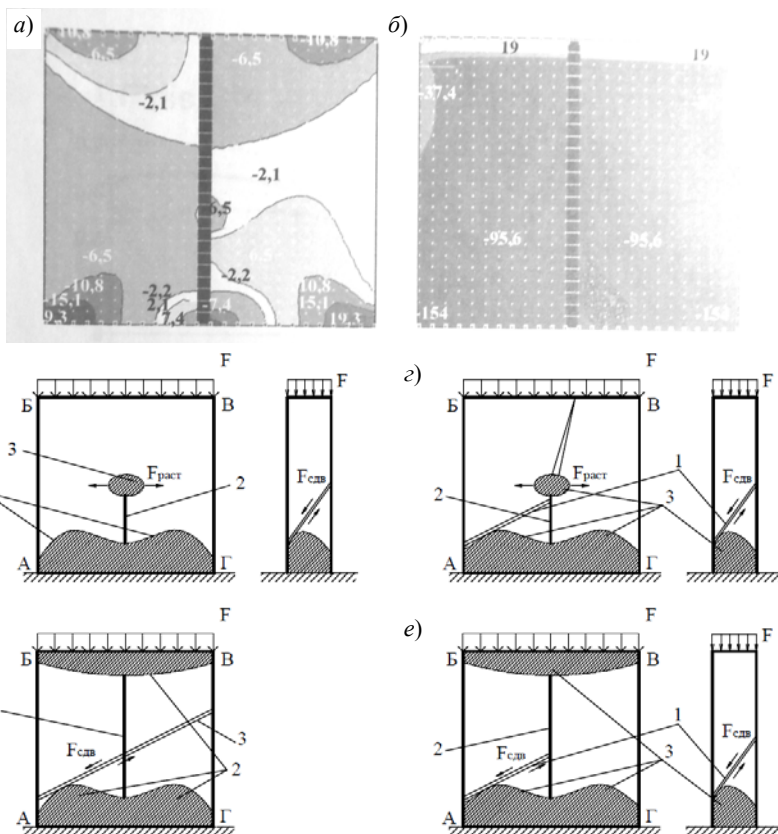 а)
-10,8
-10,8
-6,5
-6,5
-2,1
-2,1
-6,5
6,5
-6,5
-10,8
-15,1
9,3
-2,2
2,1
7,4
-7,4
-2,2
10,8
15,1
19,3
б)
19
19
-37,4
-95,6
-95,6
-154
-154
F
Б
В
3
Fраст
2
А
Г
F
Fсдв
г)
F
Б
В
Fраст
1
2
3
А
Г
F
Fсдв
F
Б
В
3
Fсдв
2
А
Г
е)
F
Б
В
1
2
Fсдв
3
А
Г
F
Fсдв